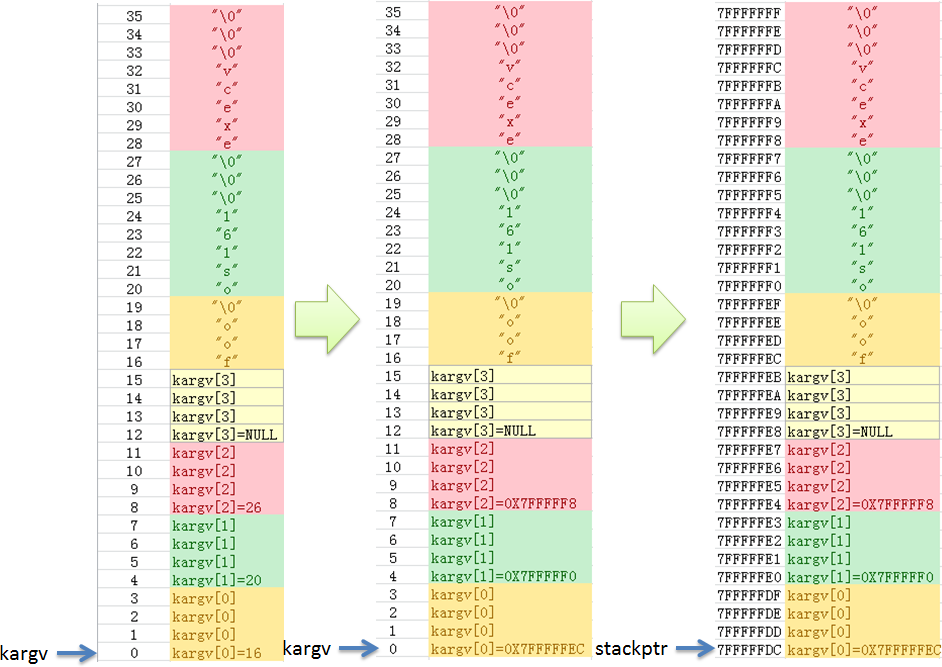 35 "\0"
34 "\0"
33 "\0"
32 "v"
31 "c"
30 "e"
29 "x"
28 "e"
27 "\0"
26 "\0"
25 "\0"
24 "1"
23 "6"
22 "1"
21 "s"
20 "o"
19 "\0"
18 "o"
17 "o"
16 "f"
15 kargv[3]
14 kargv[3]
13 kargv[3]
12 kargv[3]=NULL
11 kargv[2]
10 kargv[2]
9 kargv[2]
8 kargv[2]=26
7 kargv[1]
6 kargv[1]
5 kargv[1]
4 kargv[1]=20
3 kargv[0]
2 kargv[0]
1 kargv[0]
kargv 0 kargv[0]=16
35 "\0"
34 "\0"
33 "\0"
32 "v"
31 "c"
30 "e"
29 "x"
28 "e"
27 "\0"
26 "\0"
25 "\0"
24 "1"
23 "6"
22 "1"
21 "s"
20 "o"
19 "\0"
18 "o"
17 "o"
16 "f"
15 kargv[3]
14 kargv[3]
13 kargv[3]
12 kargv[3]=NULL
11 kargv[2]
10 kargv[2]
9 kargv[2]
8 kargv[2]=0X7FFFFF8
7 kargv[1]
6 kargv[1]
5 kargv[1]
4 kargv[1]=0X7FFFFF0
3 kargv[0]
2 kargv[0]
1 kargv[0]
kargv 0 kargv[0]=0X7FFFFFEC
7FFFFFFF "\0"
7FFFFFFE "\0"
7FFFFFFD "\0"
7FFFFFFC "v"
7FFFFFFB "c"
7FFFFFFA "e"
7FFFFFF9 "x"
7FFFFFF8 "e"
7FFFFFF7 "\0"
7FFFFFF6 "\0"
7FFFFFF5 "\0"
7FFFFFF4 "1"
7FFFFFF3 "6"
7FFFFFF2 "1"
7FFFFFF1 "s"
7FFFFFF0 "o"
7FFFFFEF "\0"
7FFFFFEE "o"
7FFFFFED "o"
7FFFFFEC "f"
7FFFFFEB kargv[3]
7FFFFFEA kargv[3]
7FFFFFE9 kargv[3]
7FFFFFE8 kargv[3]=NULL
7FFFFFE7 kargv[2]
7FFFFFE6 kargv[2]
7FFFFFE5 kargv[2]
7FFFFFE4 kargv[2]=0X7FFFFF8
7FFFFFE3 kargv[1]
7FFFFFE2 kargv[1]
7FFFFFE1 kargv[1]
7FFFFFE0 kargv[1]=0X7FFFFF0
7FFFFFDF kargv[0]
7FFFFFDE kargv[0]
7FFFFFDD kargv[0]
stackptr 7FFFFFDC kargv[0]=0X7FFFFFEC